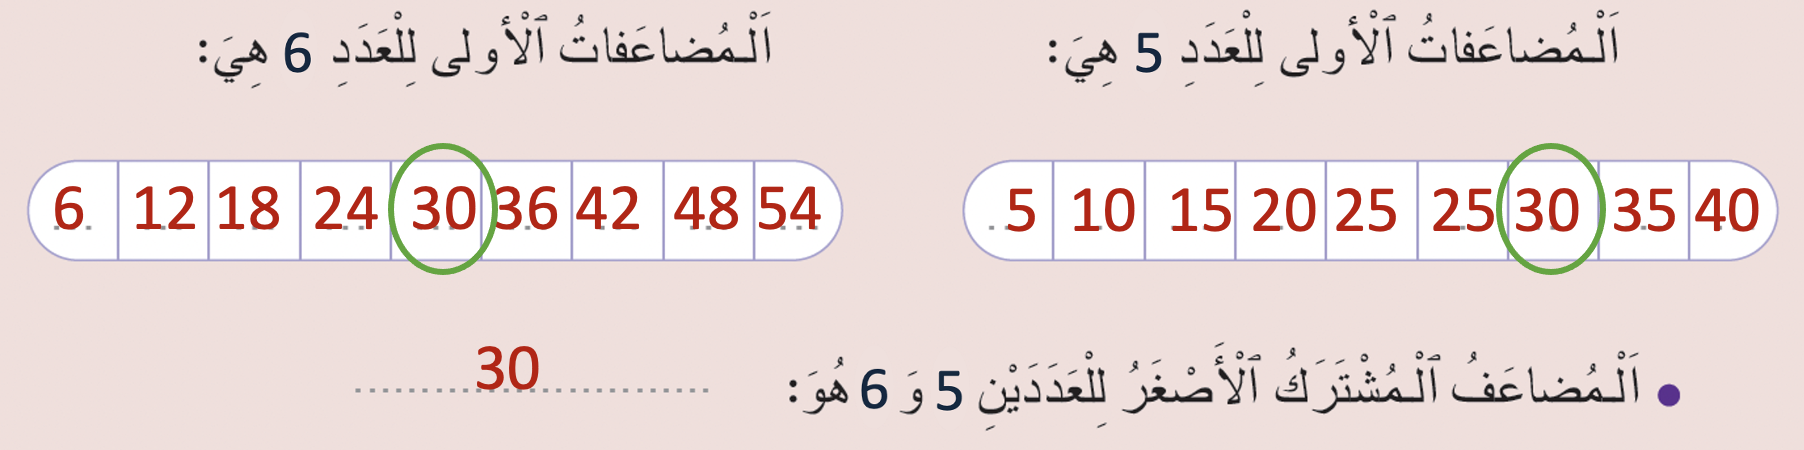 اَلْمُضاعَفاتُ ٱلْأولى لِلْعَدَدِ 5 هِيَ:
5 10 15 20 25 25 30 35 40
اَلْمُضاعَفاتُ ٱلْأولى لِلْعَدَدِ 6 هِيَ:
6 12 18 24 30 36 42 48 54
• اَلْمُضاعَفُ ٱلْمُشْتَرَكُ ٱلْأَصْغَرُ لِلْعَدَدَيْنِ 5 وَ 6 هُوَ: 30